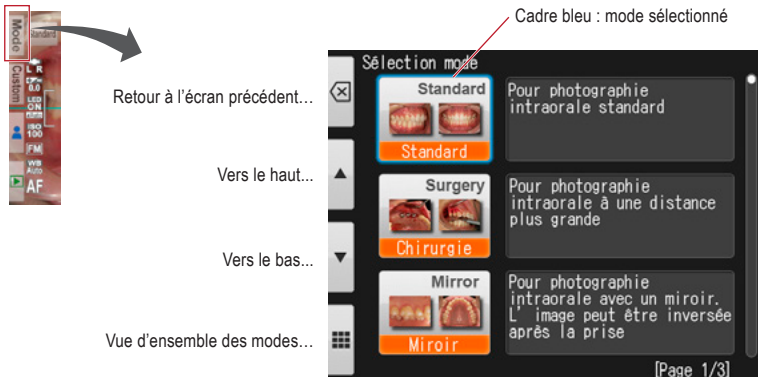 Cadre bleu : mode sélectionné
Mode
Standard
Custom
L R
0.0
LED
ON
ISO
100
FM
WB
Auto
AF
Retour à l'écran précédent…
Vers le haut...
Vers le bas...
Vue d'ensemble des modes…
Sélection mode
Standard
Standard
Pour photographie
intraorale standard
Surgery
Chirurgie
Pour photographie
intraorale à une distance
plus grande
Mirror
Miroir
Pour photographie
intraorale avec un miroir.
L' image peut être inversée
après la prise
[Page 1/3]